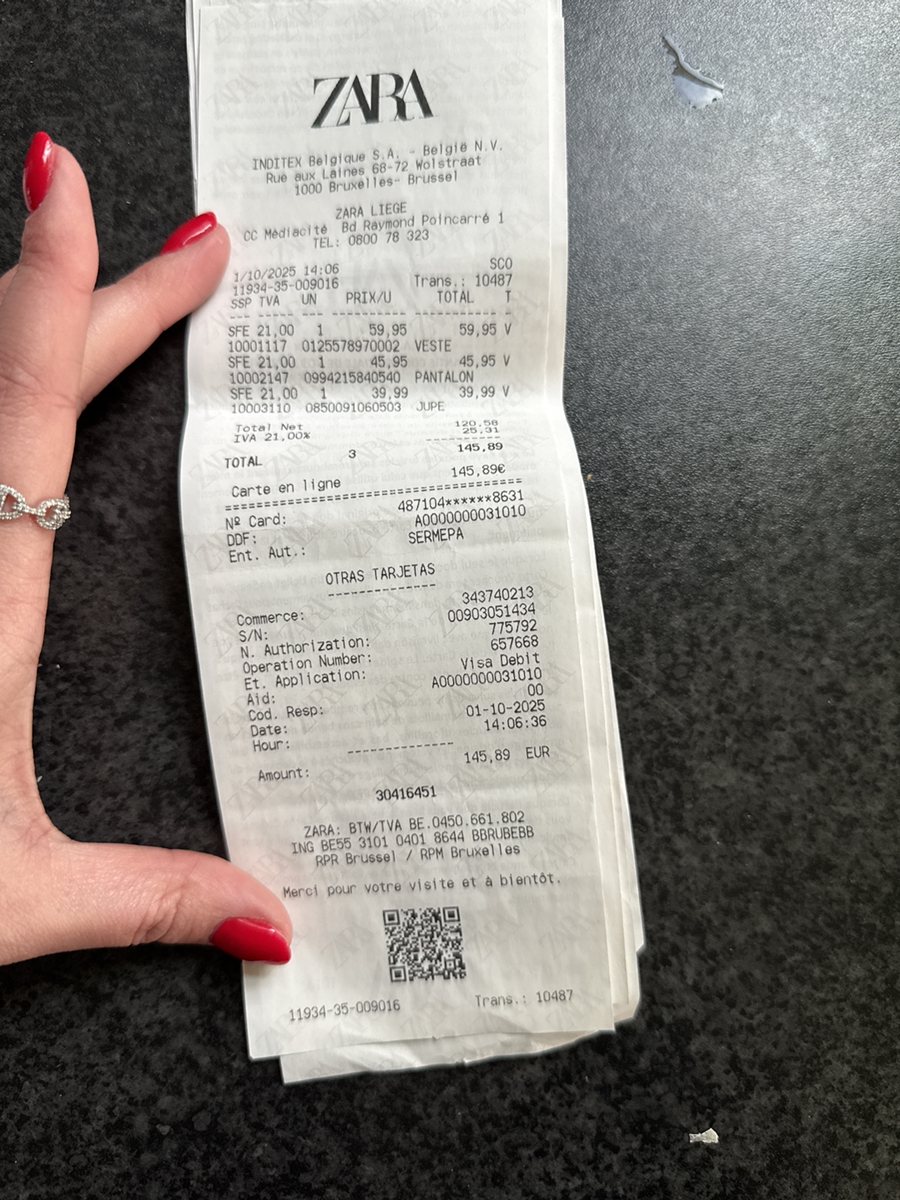 ZARA
INDITEX Belgique S.A. - België N.V.
Rue aux Laines 68-72 Wolstraat
1000 Bruxelles- Brussel
ZARA LIEGE
CC Médiacité Bd Raymond Poincarré 1
TEL: 0800 78 323
1/10/2025 14:06 SCO
11934-35-009016 Trans.: 10487
SSP TVA UN PRIX/U TOTAL T
SFE 21,00 1 59,95 59,95 V
10001117 0125578970002 VESTE
SFE 21,00 1 45,95 45,95 V
10002147 0994215840540 PANTALON
SFE 21,00 1 39,99 39,99 V
10003110 0850091060503 JUPE
Total Net 120,58
IVA 21,00% 25,31
TOTAL 3 145,89
Carte en ligne 145,89€
Nº Card: 487104******8631
DDF: A0000000031010
Ent. Aut.: SERMEPA
OTRAS TARJETAS
Commerce: 343740213
S/N: 00903051434
N. Authorization: 775792
Operation Number: 657668
Et. Application: Visa Debit
Aid: A0000000031010
Cod. Resp: 00
Date: 01-10-2025
Hour: 14:06:36
Amount: 145,89 EUR
30416451
ZARA: BTW/TVA BE.0450.661.802
ING BE55 3101 0401 8644 BBRUBEBB
RPR Brussel / RPM Bruxelles
Merci pour votre visite et à bientôt.
11934-35-009016 Trans.: 10487